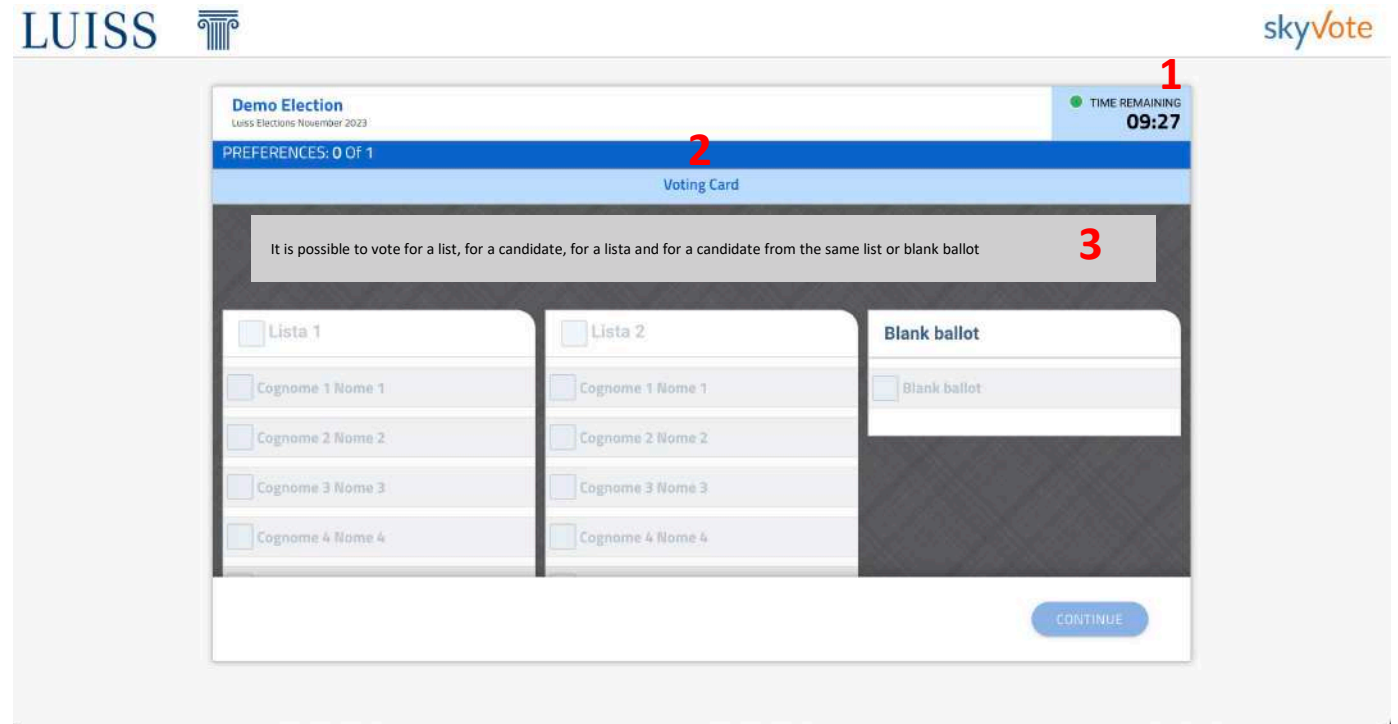 LUISS
skyvote
1
Demo Election
Luiss Elections November 2023
TIME REMAINING
09:27
PREFERENCES: 0 Of 1
2
Voting Card
It is possible to vote for a list, for a candidate, for a lista and for a candidate from the same list or blank ballot
3
Lista 1
Cognome 1 Nome 1
Cognome 2 Nome 2
Cognome 3 Nome 3
Cognome 4 Nome 4
Lista 2
Cognome 1 Nome 1
Cognome 2 Nome 2
Cognome 3 Nome 3
Cognome 4 Nome 4
Blank ballot
Blank ballot
CONTINUE